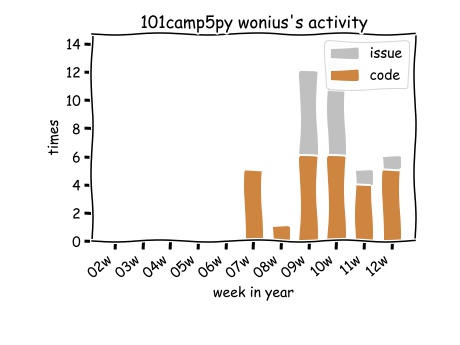 101camp5py wonius's activity
issue
code
times
14
12
10
8
6
4
2
0
02w
03w
04w
05w
06w
07w
08w
09w
10w
11w
12w
week in year